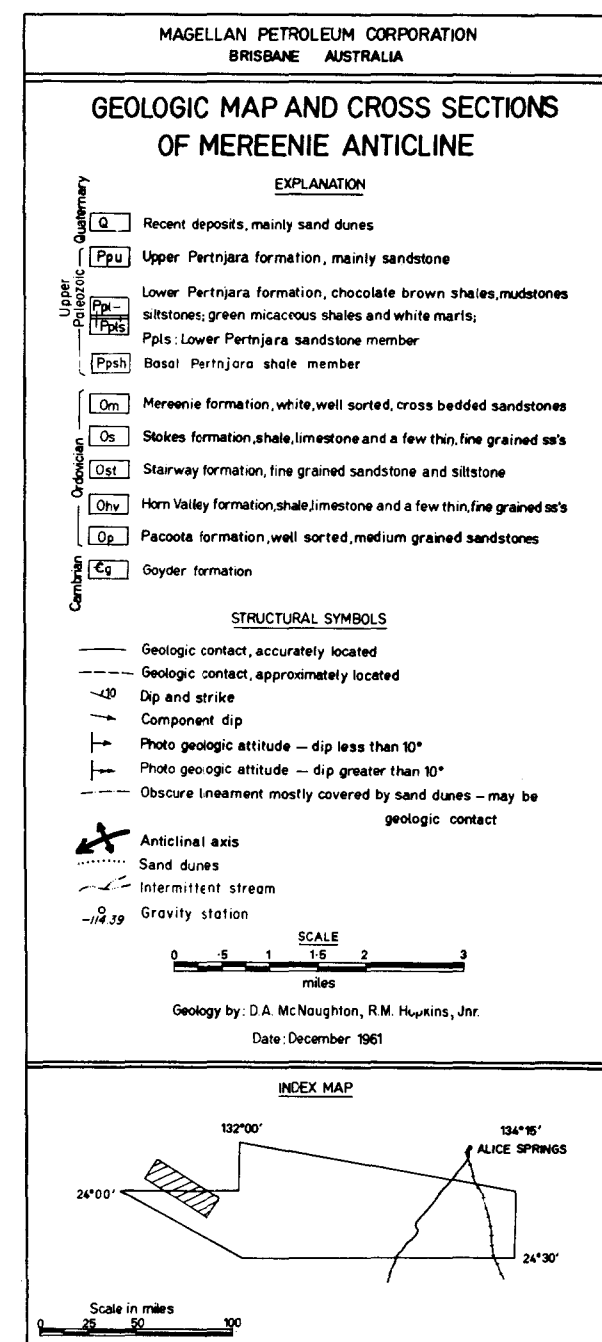 MAGELLAN PETROLEUM CORPORATION
BRISBANE AUSTRALIA
GEOLOGIC MAP AND CROSS SECTIONS
OF MEREENIE ANTICLINE
EXPLANATION
Quaternary
Q Recent deposits, mainly sand dunes
Upper Paleozoic
Ppu Upper Pertnjara formation, mainly sandstone
Ppl Lower Pertnjara formation, chocolate brown shales, mudstones
Ppls siltstones; green micaceous shales and white marls;
Ppls : Lower Pertnjara sandstone member
Ppsh Basal Pertnjara shale member
Ordovician
Om Mereenie formation, white, well sorted, cross bedded sandstones
Os Stokes formation, shale, limestone and a few thin, fine grained ss's
Ost Stairway formation, fine grained sandstone and siltstone
Ohv Horn Valley formation, shale, limestone and a few thin, fine grained ss's
Op Pacoota formation, well sorted, medium grained sandstones
Cambrian
Єg Goyder formation
STRUCTURAL SYMBOLS
Geologic contact, accurately located
Geologic contact, approximately located
10 Dip and strike
Component dip
Photo geologic attitude — dip less than 10°
Photo geologic attitude — dip greater than 10°
Obscure lineament mostly covered by sand dunes — may be
geologic contact
Anticlinal axis
Sand dunes
Intermittent stream
-114.39 Gravity station
SCALE
0 ·5 1 1·5 2 3
miles
Geology by: D.A. McNaughton, R.M. Hopkins, Jnr.
Date: December 1961
INDEX MAP
132°00' 134°15'
ALICE SPRINGS
24°00'
24°30'
Scale in miles
0 25 50 100